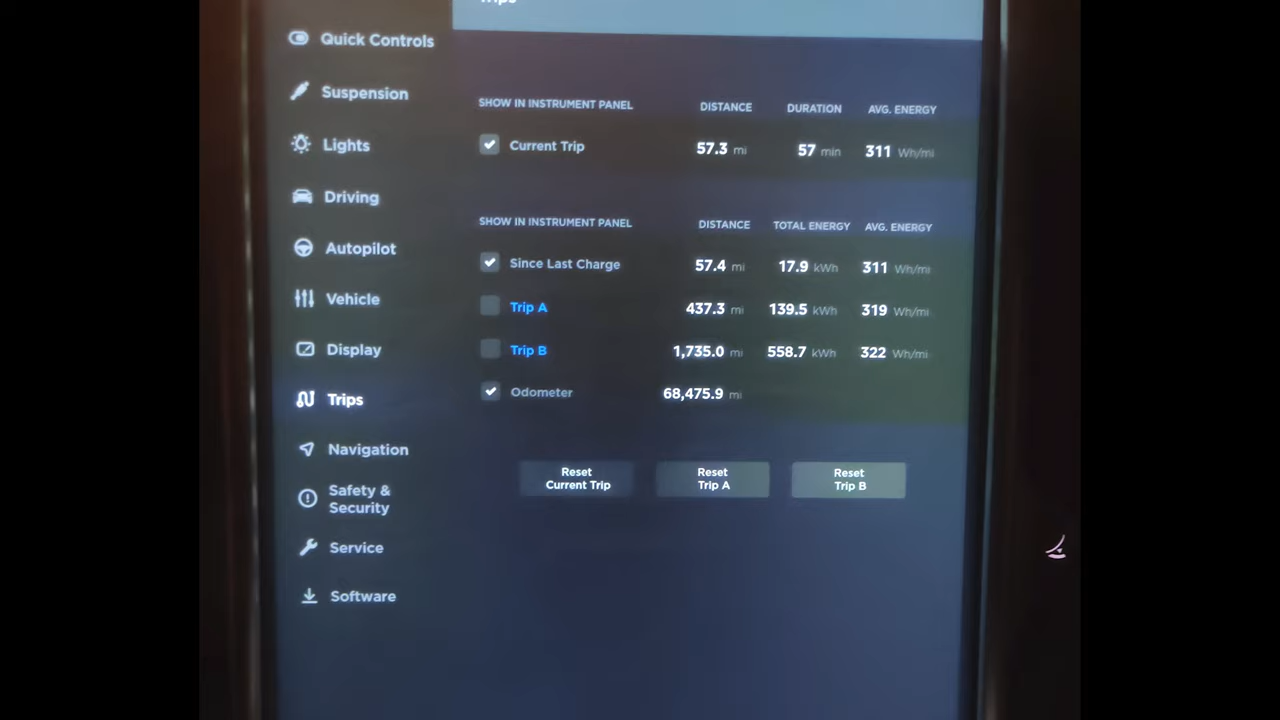 Trips
Quick Controls
Suspension
Lights
Driving
Autopilot
Vehicle
Display
Trips
Navigation
Safety &
Security
Service
Software
SHOW IN INSTRUMENT PANEL DISTANCE DURATION AVG. ENERGY
Current Trip 57.3 mi 57 min 311 Wh/mi
SHOW IN INSTRUMENT PANEL DISTANCE TOTAL ENERGY AVG. ENERGY
Since Last Charge 57.4 mi 17.9 kWh 311 Wh/mi
Trip A 437.3 mi 139.5 kWh 319 Wh/mi
Trip B 1,735.0 mi 558.7 kWh 322 Wh/mi
Odometer 68,475.9 mi
Reset
Current Trip
Reset
Trip A
Reset
Trip B